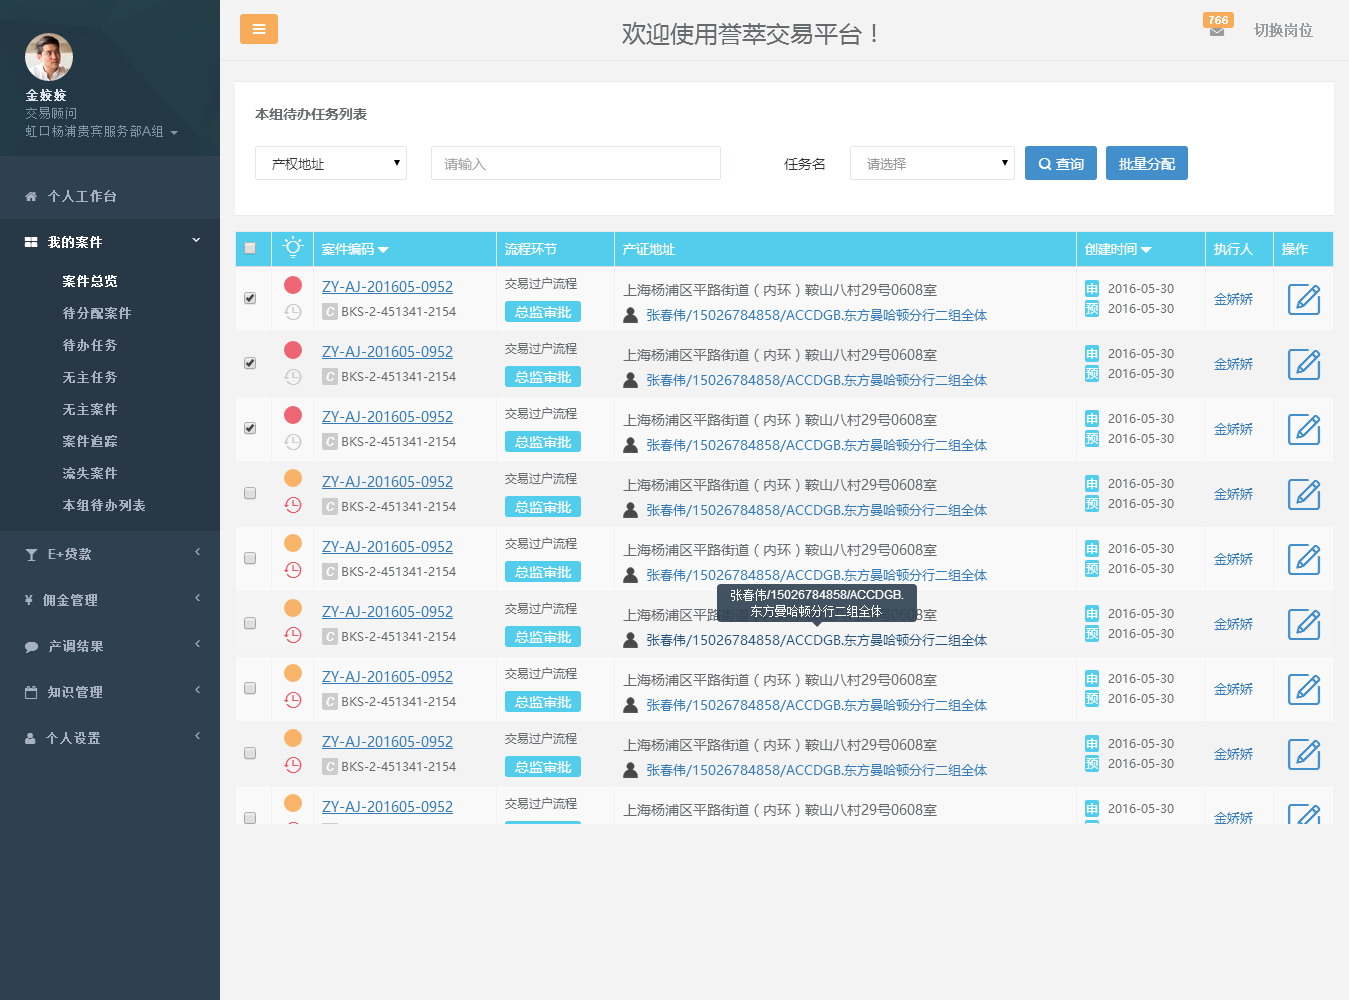 欢迎使用誉萃交易平台！
766
切换岗位
金姣姣
交易顾问
虹口杨浦贵宾服务部A组
个人工作台
我的案件
案件总览
待分配案件
待办任务
无主任务
无主案件
案件追踪
流失案件
本组待办列表
E+贷款
¥ 佣金管理
产调结果
知识管理
个人设置
本组待办任务列表
产权地址
请输入
任务名
请选择
查询
批量分配
案件编码
流程环节
产证地址
创建时间
执行人
操作
ZY-AJ-201605-0952
C BKS-2-451341-2154
交易过户流程
总监审批
上海杨浦区平路街道（内环）鞍山八村29号0608室
张春伟/15026784858/ACCDGB.东方曼哈顿分行二组全体
申 2016-05-30
预 2016-05-30
金娇娇
ZY-AJ-201605-0952
C BKS-2-451341-2154
交易过户流程
总监审批
上海杨浦区平路街道（内环）鞍山八村29号0608室
张春伟/15026784858/ACCDGB.东方曼哈顿分行二组全体
申 2016-05-30
预 2016-05-30
金娇娇
ZY-AJ-201605-0952
C BKS-2-451341-2154
交易过户流程
总监审批
上海杨浦区平路街道（内环）鞍山八村29号0608室
张春伟/15026784858/ACCDGB.东方曼哈顿分行二组全体
申 2016-05-30
预 2016-05-30
金娇娇
ZY-AJ-201605-0952
C BKS-2-451341-2154
交易过户流程
总监审批
上海杨浦区平路街道（内环）鞍山八村29号0608室
张春伟/15026784858/ACCDGB.东方曼哈顿分行二组全体
申 2016-05-30
预 2016-05-30
金娇娇
ZY-AJ-201605-0952
C BKS-2-451341-2154
交易过户流程
总监审批
上海杨浦区平路街道（内环）鞍山八村29号0608室
张春伟/15026784858/ACCDGB.东方曼哈顿分行二组全体
申 2016-05-30
预 2016-05-30
金娇娇
张春伟/15026784858/ACCDGB.
东方曼哈顿分行二组全体
ZY-AJ-201605-0952
C BKS-2-451341-2154
交易过户流程
总监审批
上海杨浦区平路 08室
张春伟/15026784858/ACCDGB.东方曼哈顿分行二组全体
申 2016-05-30
预 2016-05-30
金娇娇
ZY-AJ-201605-0952
C BKS-2-451341-2154
交易过户流程
总监审批
上海杨浦区平路街道（内环）鞍山八村29号0608室
张春伟/15026784858/ACCDGB.东方曼哈顿分行二组全体
申 2016-05-30
预 2016-05-30
金娇娇
ZY-AJ-201605-0952
C BKS-2-451341-2154
交易过户流程
总监审批
上海杨浦区平路街道（内环）鞍山八村29号0608室
张春伟/15026784858/ACCDGB.东方曼哈顿分行二组全体
申 2016-05-30
预 2016-05-30
金娇娇
ZY-AJ-201605-0952
交易过户流程
上海杨浦区平路街道（内环）鞍山八村29号0608室
申 2016-05-30
金娇娇